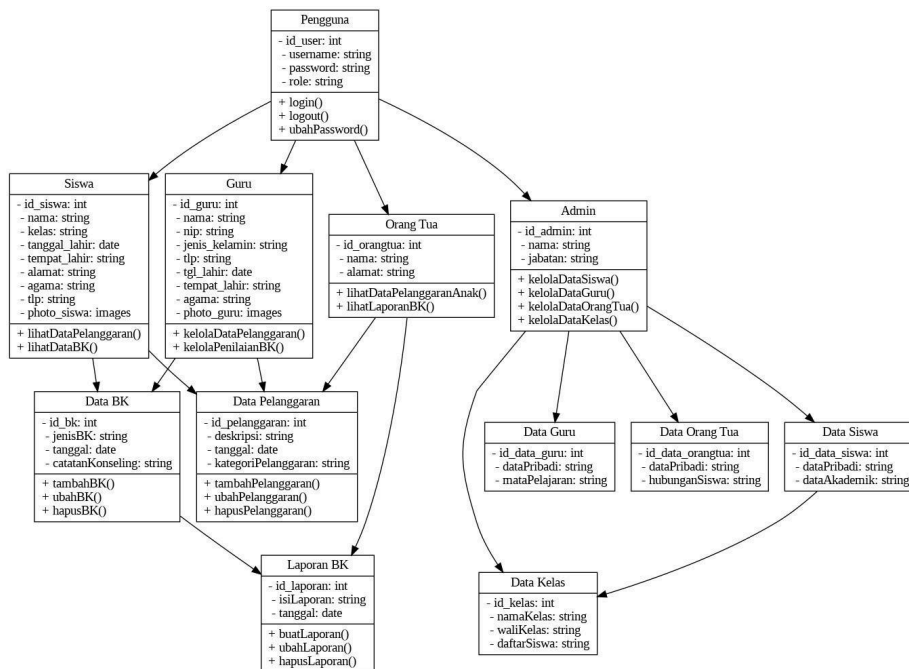 Pengguna
- id_user: int
- username: string
- password: string
- role: string
+ login()
+ logout()
+ ubahPassword()
Siswa
- id_siswa: int
- nama: string
- kelas: string
- tanggal_lahir: date
- tempat_lahir: string
- alamat: string
- agama: string
- tlp: string
- photo_siswa: images
+ lihatDataPelanggaran()
+ lihatDataBK()
Guru
- id_guru: int
- nama: string
- nip: string
- jenis_kelamin: string
- tlp: string
- tgl_lahir: date
- tempat_lahir: string
- agama: string
- photo_guru: images
+ kelolaDataPelanggaran()
+ kelolaPenilaianBK()
Orang Tua
- id_orangtua: int
- nama: string
- alamat: string
+ lihatDataPelanggaranAnak()
+ lihatLaporanBK()
Admin
- id_admin: int
- nama: string
- jabatan: string
+ kelolaDataSiswa()
+ kelolaDataGuru()
+ kelolaDataOrangTua()
+ kelolaDataKelas()
Data BK
- id_bk: int
- jenisBK: string
- tanggal: date
- catatanKonseling: string
+ tambahBK()
+ ubahBK()
+ hapusBK()
Data Pelanggaran
- id_pelanggaran: int
- deskripsi: string
- tanggal: date
- kategoriPelanggaran: string
+ tambahPelanggaran()
+ ubahPelanggaran()
+ hapusPelanggaran()
Data Guru
- id_data_guru: int
- dataPribadi: string
- mataPelajaran: string
Data Orang Tua
- id_data_orangtua: int
- dataPribadi: string
- hubunganSiswa: string
Data Siswa
- id_data_siswa: int
- dataPribadi: string
- dataAkademik: string
Laporan BK
- id_laporan: int
- isiLaporan: string
- tanggal: date
+ buatLaporan()
+ ubahLaporan()
+ hapusLaporan()
Data Kelas
- id_kelas: int
- namaKelas: string
- waliKelas: string
- daftarSiswa: string